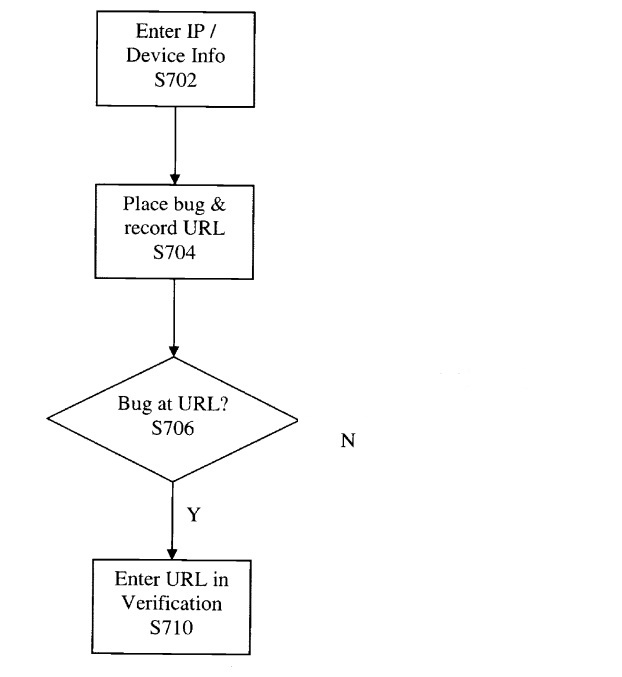 Enter IP /
Device Info
S702
Place bug &
record URL
S704
Bug at URL?
S706
N
Y
Enter URL in
Verification
S710